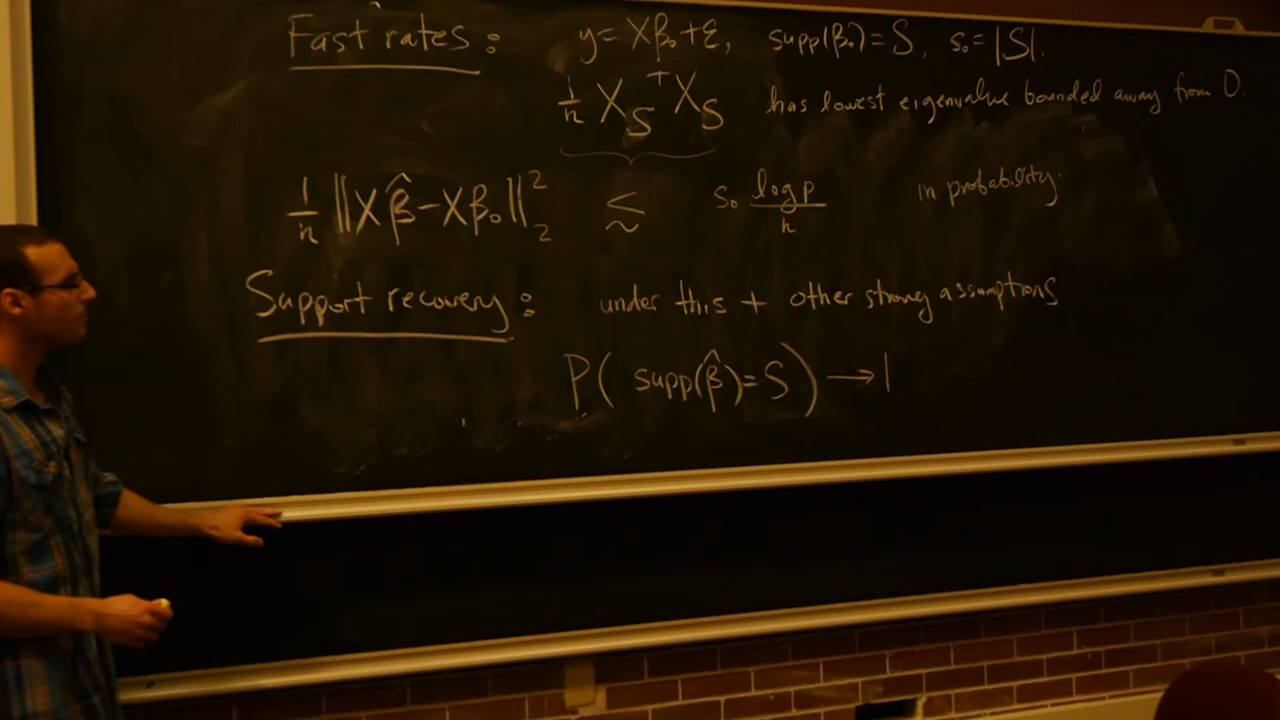 Fast rates: y = Xβ₀ + ε, supp(β₀) = S, s₀ = |S|.
1/n X_S^T X_S has lowest eigenvalue bounded away from 0.
1/n ||Xβ̂ − Xβ₀||₂² ≲ s₀ log p / n in probability.
Support recovery: under this + other strong assumptions
P( supp(β̂) = S ) → 1